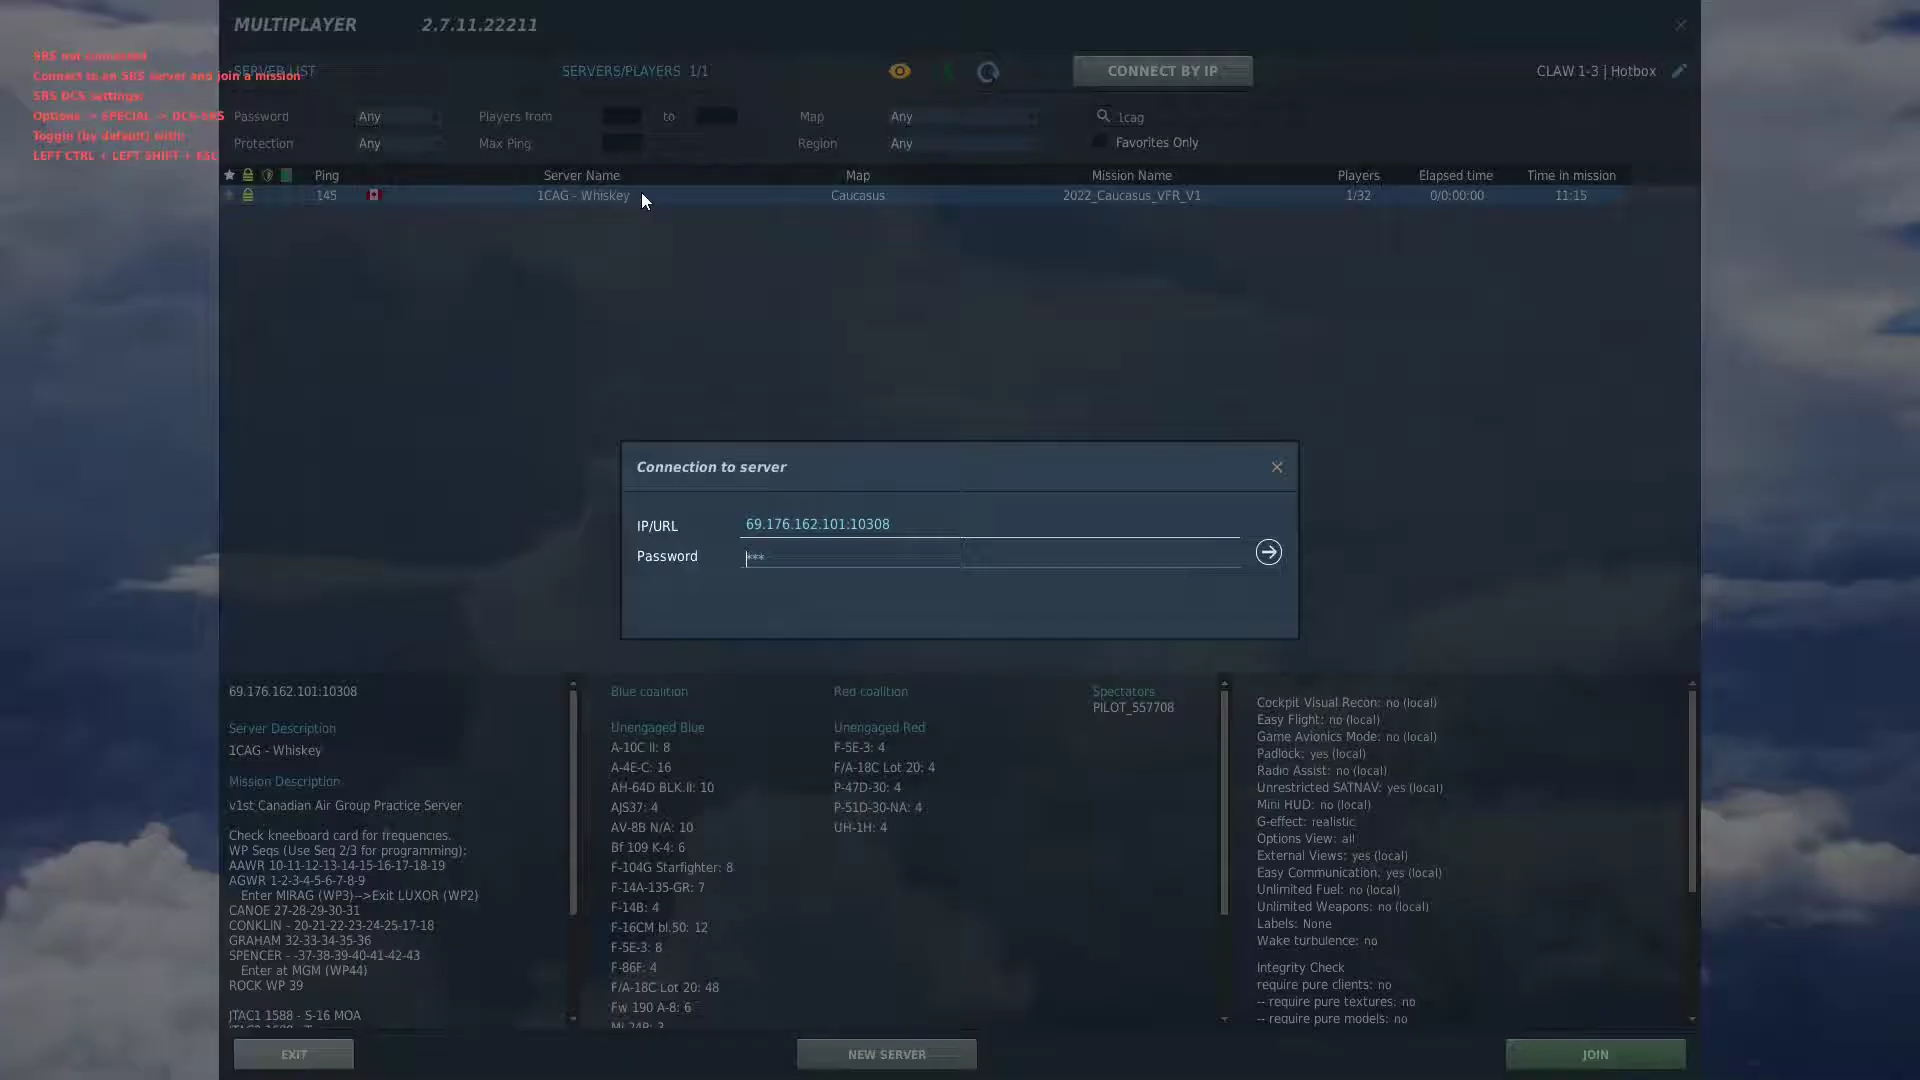 MULTIPLAYER 2.7.11.22211
SRS not connected
Connect to an SRS server and join a mission
SRS DCS settings:
Options -> SPECIAL -> DCS-SRS
Toggle (by default) with:
LEFT CTRL + LEFT SHIFT + ESC
SERVER LIST SERVERS/PLAYERS 1/1 CONNECT BY IP CLAW 1-3 | Hotbox
Password Any Players from to Map Any 1cag
Protection Any Max Ping Region Any Favorites Only
Ping Server Name Map Mission Name Players Elapsed time Time in mission
145 1CAG - Whiskey Caucasus 2022_Caucasus_VFR_V1 1/32 0/0:00:00 11:15
Connection to server
IP/URL 69.176.162.101:10308
Password ***
69.176.162.101:10308
Server Description
1CAG - Whiskey
Mission Description
v1st Canadian Air Group Practice Server
Check kneeboard card for frequencies.
WP Seqs (Use Seq 2/3 for programming):
AAWR 10-11-12-13-14-15-16-17-18-19
AGWR 1-2-3-4-5-6-7-8-9
Enter MIRAG (WP3)-->Exit LUXOR (WP2)
CANOE 27-28-29-30-31
CONKLIN - 20-21-22-23-24-25-17-18
GRAHAM 32-33-34-35-36
SPENCER - -37-38-39-40-41-42-43
Enter at MGM (WP44)
ROCK WP 39
JTAC1 1588 - S-16 MOA
Blue coalition
Unengaged Blue
A-10C II: 8
A-4E-C: 16
AH-64D BLK.II: 10
AJS37: 4
AV-8B N/A: 10
Bf 109 K-4: 6
F-104G Starfighter: 8
F-14A-135-GR: 7
F-14B: 4
F-16CM bl.50: 12
F-5E-3: 8
F-86F: 4
F/A-18C Lot 20: 48
Fw 190 A-8: 6
Red coalition
Unengaged Red
F-5E-3: 4
F/A-18C Lot 20: 4
P-47D-30: 4
P-51D-30-NA: 4
UH-1H: 4
Spectators
PILOT_557708
Cockpit Visual Recon: no (local)
Easy Flight: no (local)
Game Avionics Mode: no (local)
Padlock: yes (local)
Radio Assist: no (local)
Unrestricted SATNAV: yes (local)
Mini HUD: no (local)
G-effect: realistic
Options View: all
External Views: yes (local)
Easy Communication: yes (local)
Unlimited Fuel: no (local)
Unlimited Weapons: no (local)
Labels: None
Wake turbulence: no
Integrity Check
require pure clients: no
-- require pure textures: no
-- require pure models: no
EXIT NEW SERVER JOIN